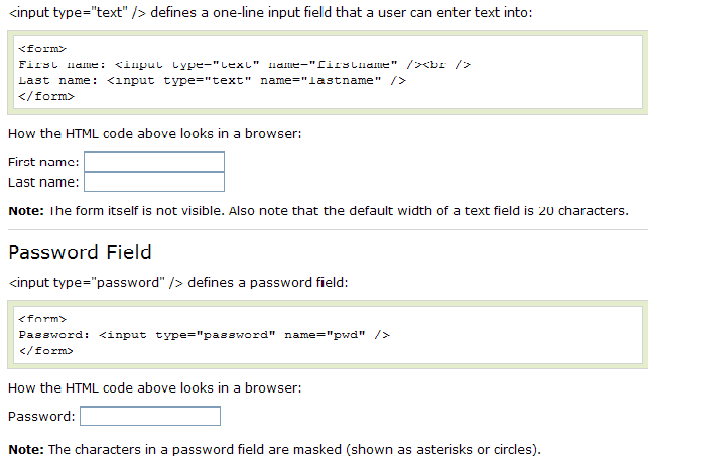 <input type="text" /> defines a one-line input field that a user can enter text into:
<form>
First name: <input type="text" name="firstname" /><br />
Last name: <input type="text" name="lastname" />
</form>
How the HTML code above looks in a browser:
First name:
Last name:
Note: The form itself is not visible. Also note that the default width of a text field is 20 characters.
Password Field
<input type="password" /> defines a password field:
<form>
Password: <input type="password" name="pwd" />
</form>
How the HTML code above looks in a browser:
Password:
Note: The characters in a password field are masked (shown as asterisks or circles).